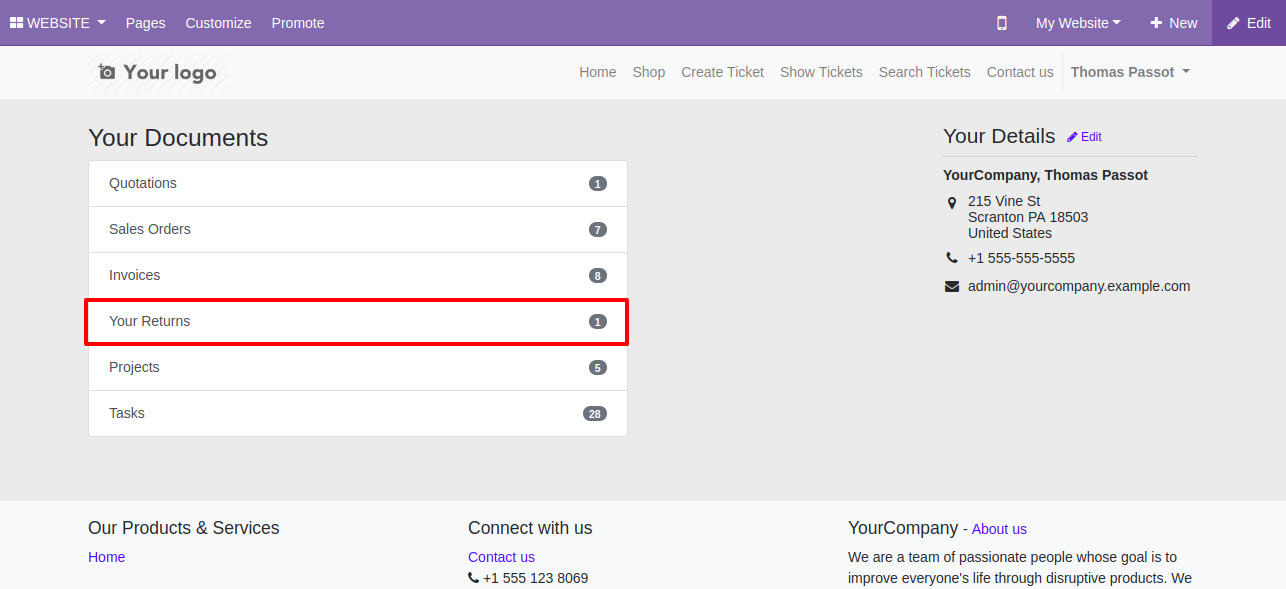 WEBSITE Pages Customize Promote My Website New Edit
Your logo Home Shop Create Ticket Show Tickets Search Tickets Contact us Thomas Passot
Your Documents
Quotations 1
Sales Orders 7
Invoices 8
Your Returns 1
Projects 5
Tasks 28
Your Details Edit
YourCompany, Thomas Passot
215 Vine St
Scranton PA 18503
United States
+1 555-555-5555
admin@yourcompany.example.com
Our Products & Services
Home
Connect with us
Contact us
+1 555 123 8069
YourCompany - About us
We are a team of passionate people whose goal is to
improve everyone's life through disruptive products. We